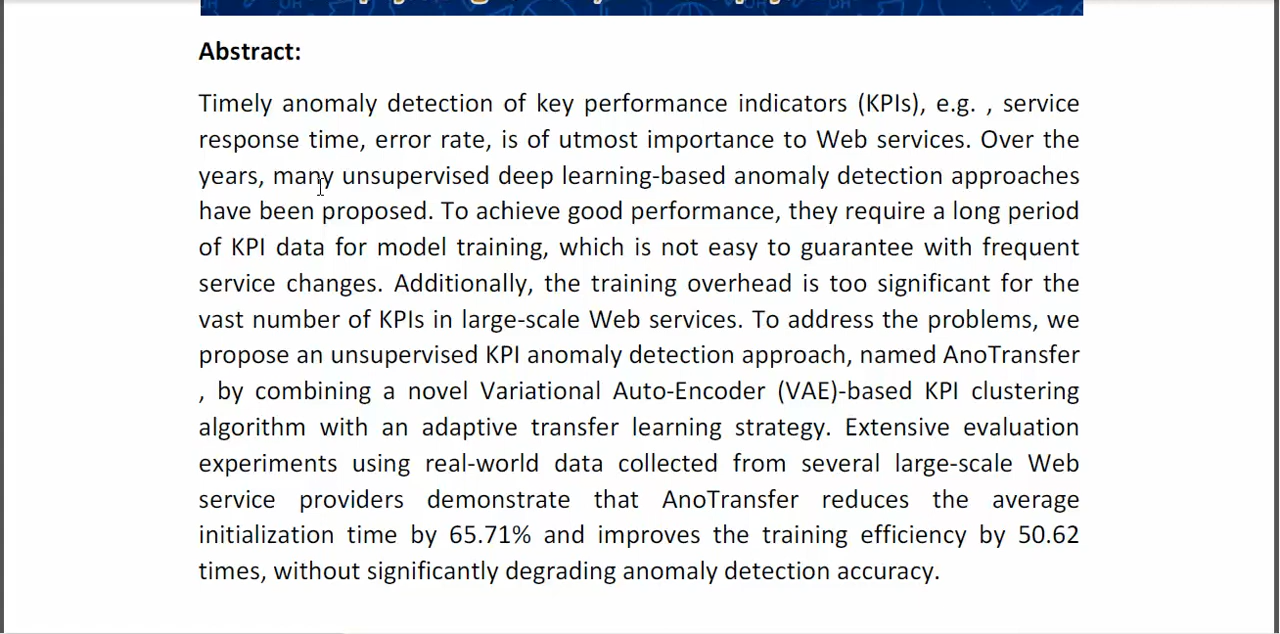 Abstract:
Timely anomaly detection of key performance indicators (KPIs), e.g. , service
response time, error rate, is of utmost importance to Web services. Over the
years, many unsupervised deep learning-based anomaly detection approaches
have been proposed. To achieve good performance, they require a long period
of KPI data for model training, which is not easy to guarantee with frequent
service changes. Additionally, the training overhead is too significant for the
vast number of KPIs in large-scale Web services. To address the problems, we
propose an unsupervised KPI anomaly detection approach, named AnoTransfer
, by combining a novel Variational Auto-Encoder (VAE)-based KPI clustering
algorithm with an adaptive transfer learning strategy. Extensive evaluation
experiments using real-world data collected from several large-scale Web
service providers demonstrate that AnoTransfer reduces the average
initialization time by 65.71% and improves the training efficiency by 50.62
times, without significantly degrading anomaly detection accuracy.